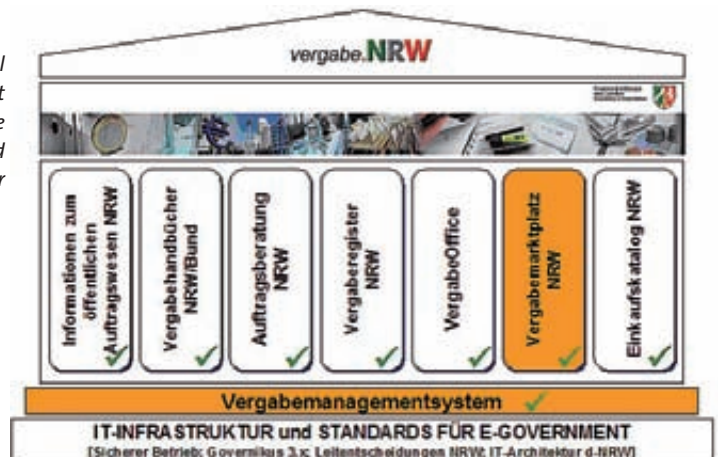 vergabe.NRW
l
t
e
d
r
Informationen zum
öffentlichen
Auftragswesen NRW
Vergabehandbücher
NRW/Bund
Auftragsberatung
NRW
Vergaberegister
NRW
VergabeOffice
Vergabemarktplatz
NRW
Einkaufskatalog NRW
Vergabemanagementsystem
IT-INFRASTRUKTUR und STANDARDS FÜR E-GOVERNMENT
[Sicherer Betrieb; Governikus 3.x; Leitentscheidungen NRW; IT-Architektur d-NRW]